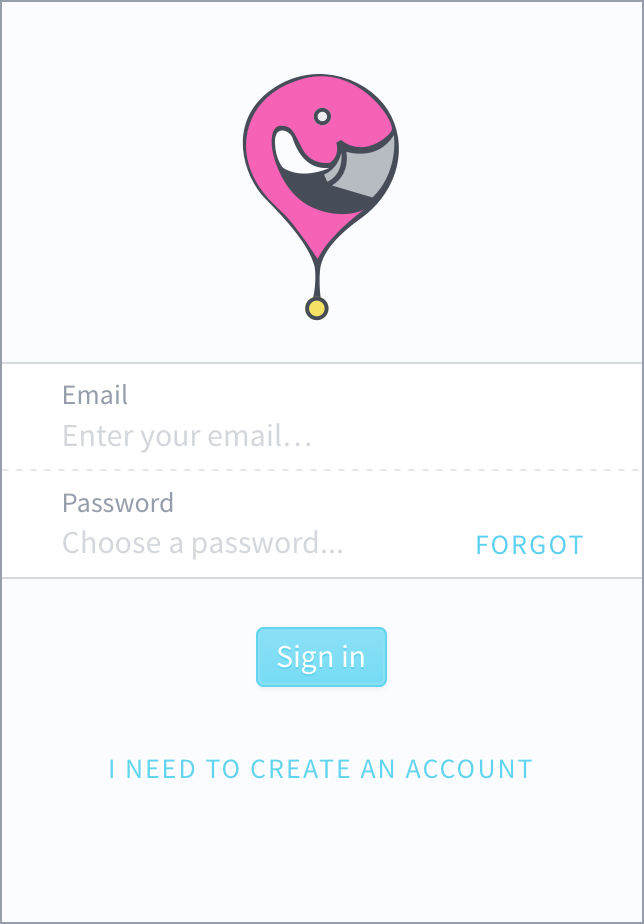 Email
Enter your email…
Password
Choose a password...
FORGOT
Sign in
I NEED TO CREATE AN ACCOUNT